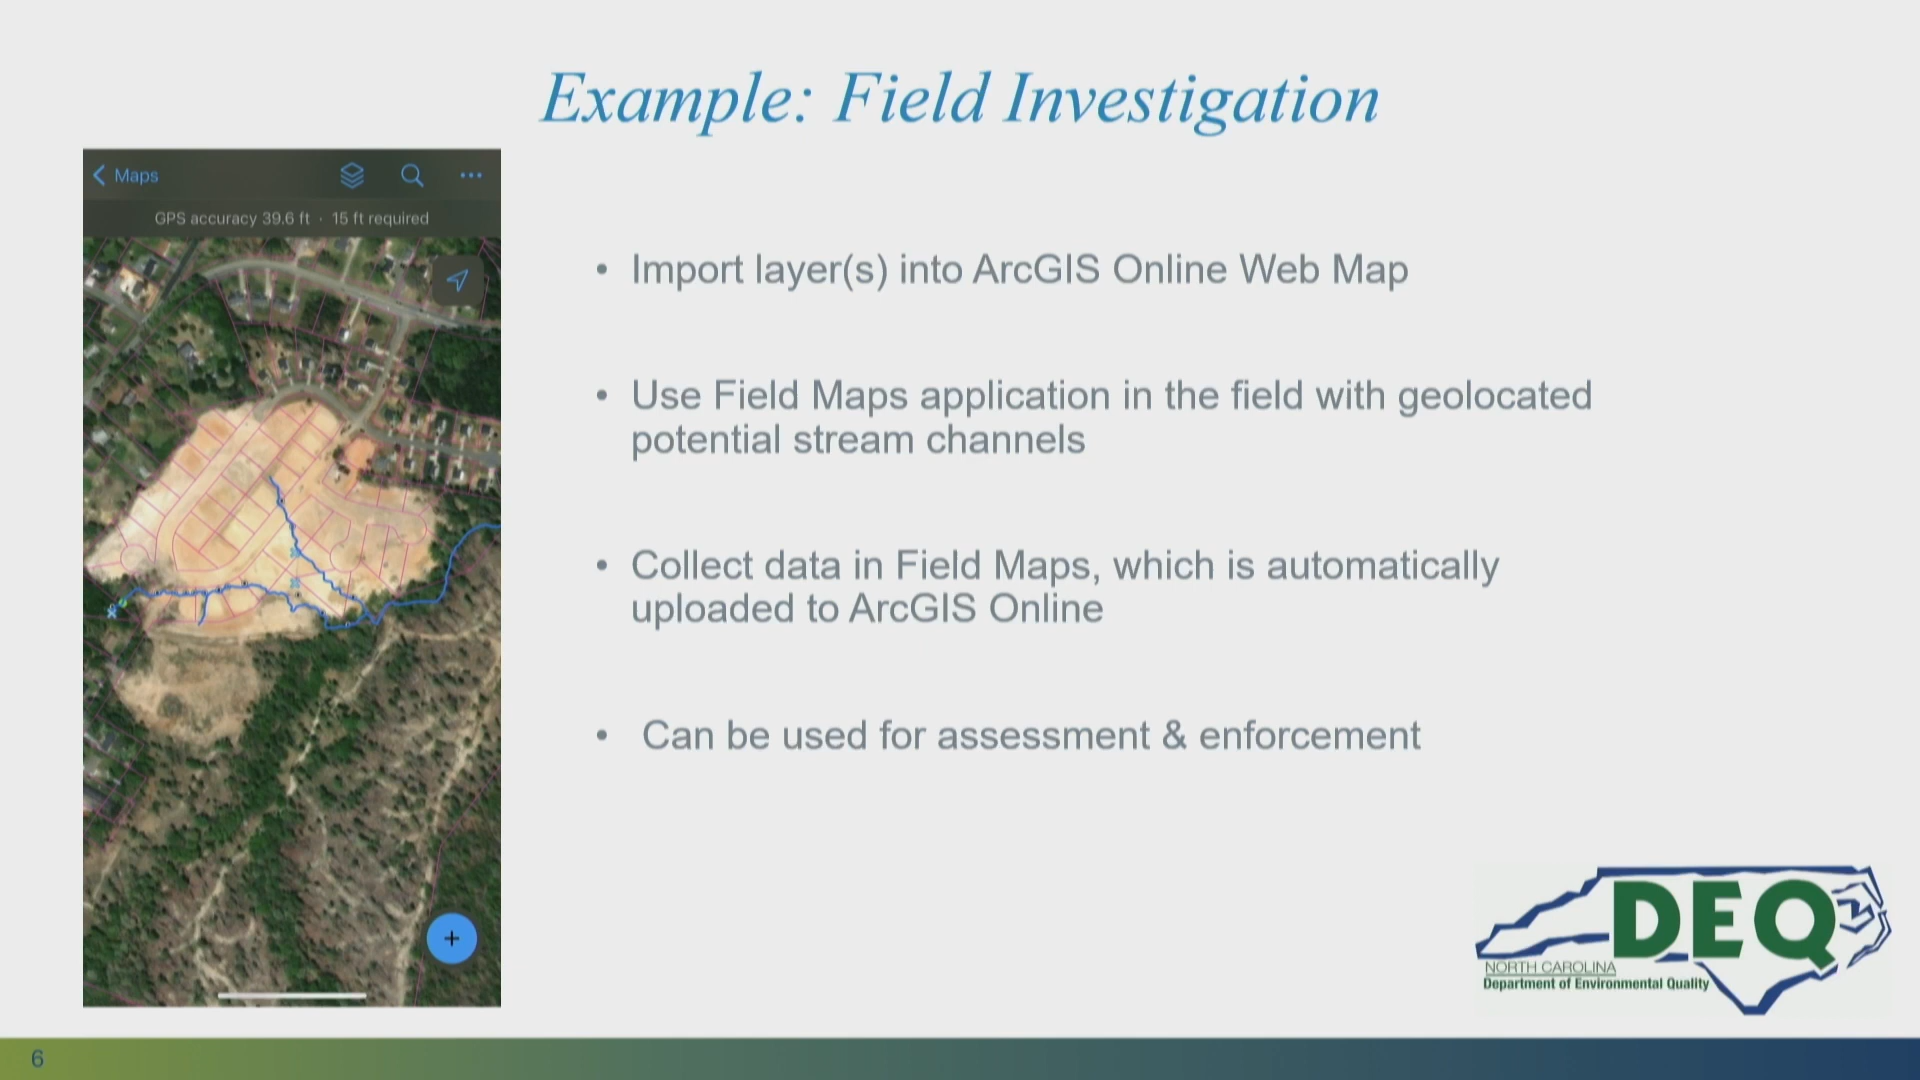 Example: Field Investigation
Maps
GPS accuracy 39.6 ft · 15 ft required
• Import layer(s) into ArcGIS Online Web Map
• Use Field Maps application in the field with geolocated
potential stream channels
• Collect data in Field Maps, which is automatically
uploaded to ArcGIS Online
• Can be used for assessment & enforcement
DEQ
NORTH CAROLINA
Department of Environmental Quality
6